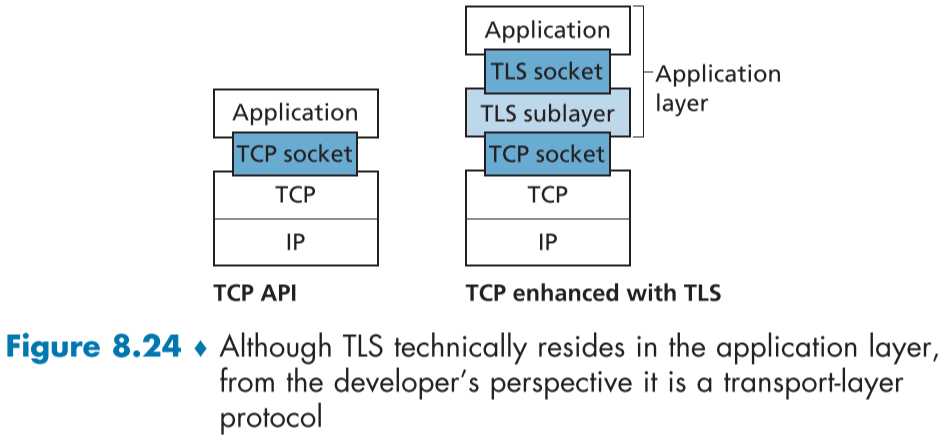 Application
TCP socket
TCP
IP
TCP API
Application
TLS socket
TLS sublayer
TCP socket
TCP
IP
Application
layer
TCP enhanced with TLS
Figure 8.24 ♦ Although TLS technically resides in the application layer,
from the developer’s perspective it is a transport-layer
protocol